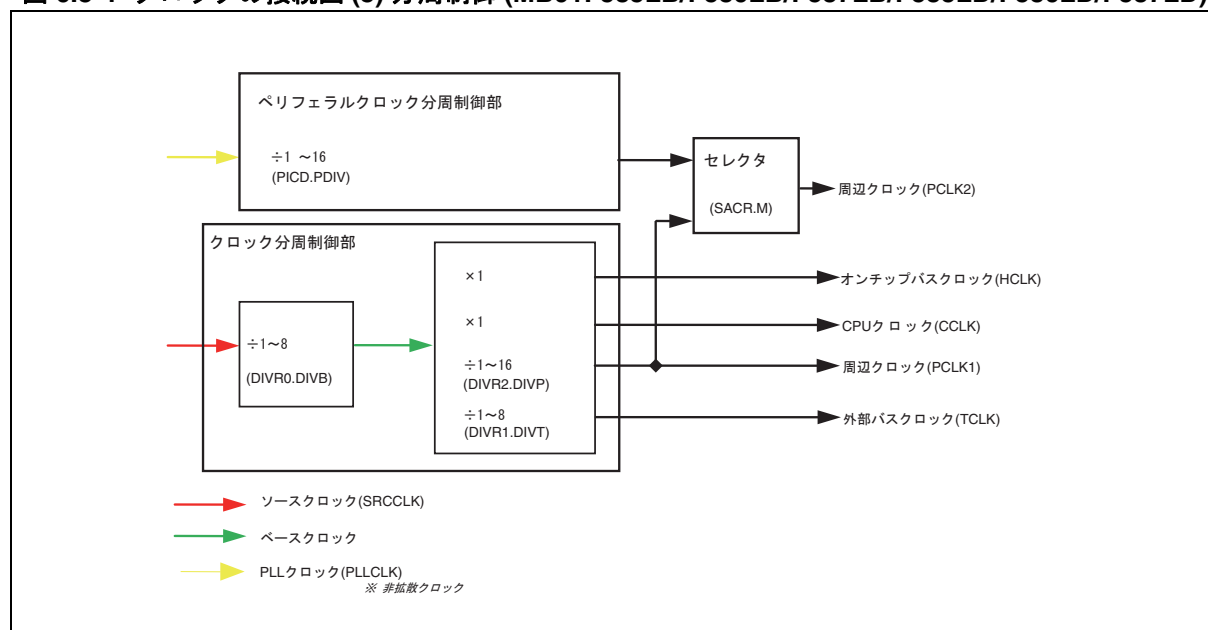 ペリフェラルクロック分周制御部
÷1 ～16
(PICD.PDIV)
セレクタ
(SACR.M)
周辺クロック(PCLK2)
クロック分周制御部
÷1～8
(DIVR0.DIVB)
×1
×1
÷1～16
(DIVR2.DIVP)
÷1～8
(DIVR1.DIVT)
オンチップバスクロック(HCLK)
CPUクロック(CCLK)
周辺クロック(PCLK1)
外部バスクロック(TCLK)
ソースクロック(SRCCLK)
ベースクロック
PLLクロック(PLLCLK)
※ 非拡散クロック